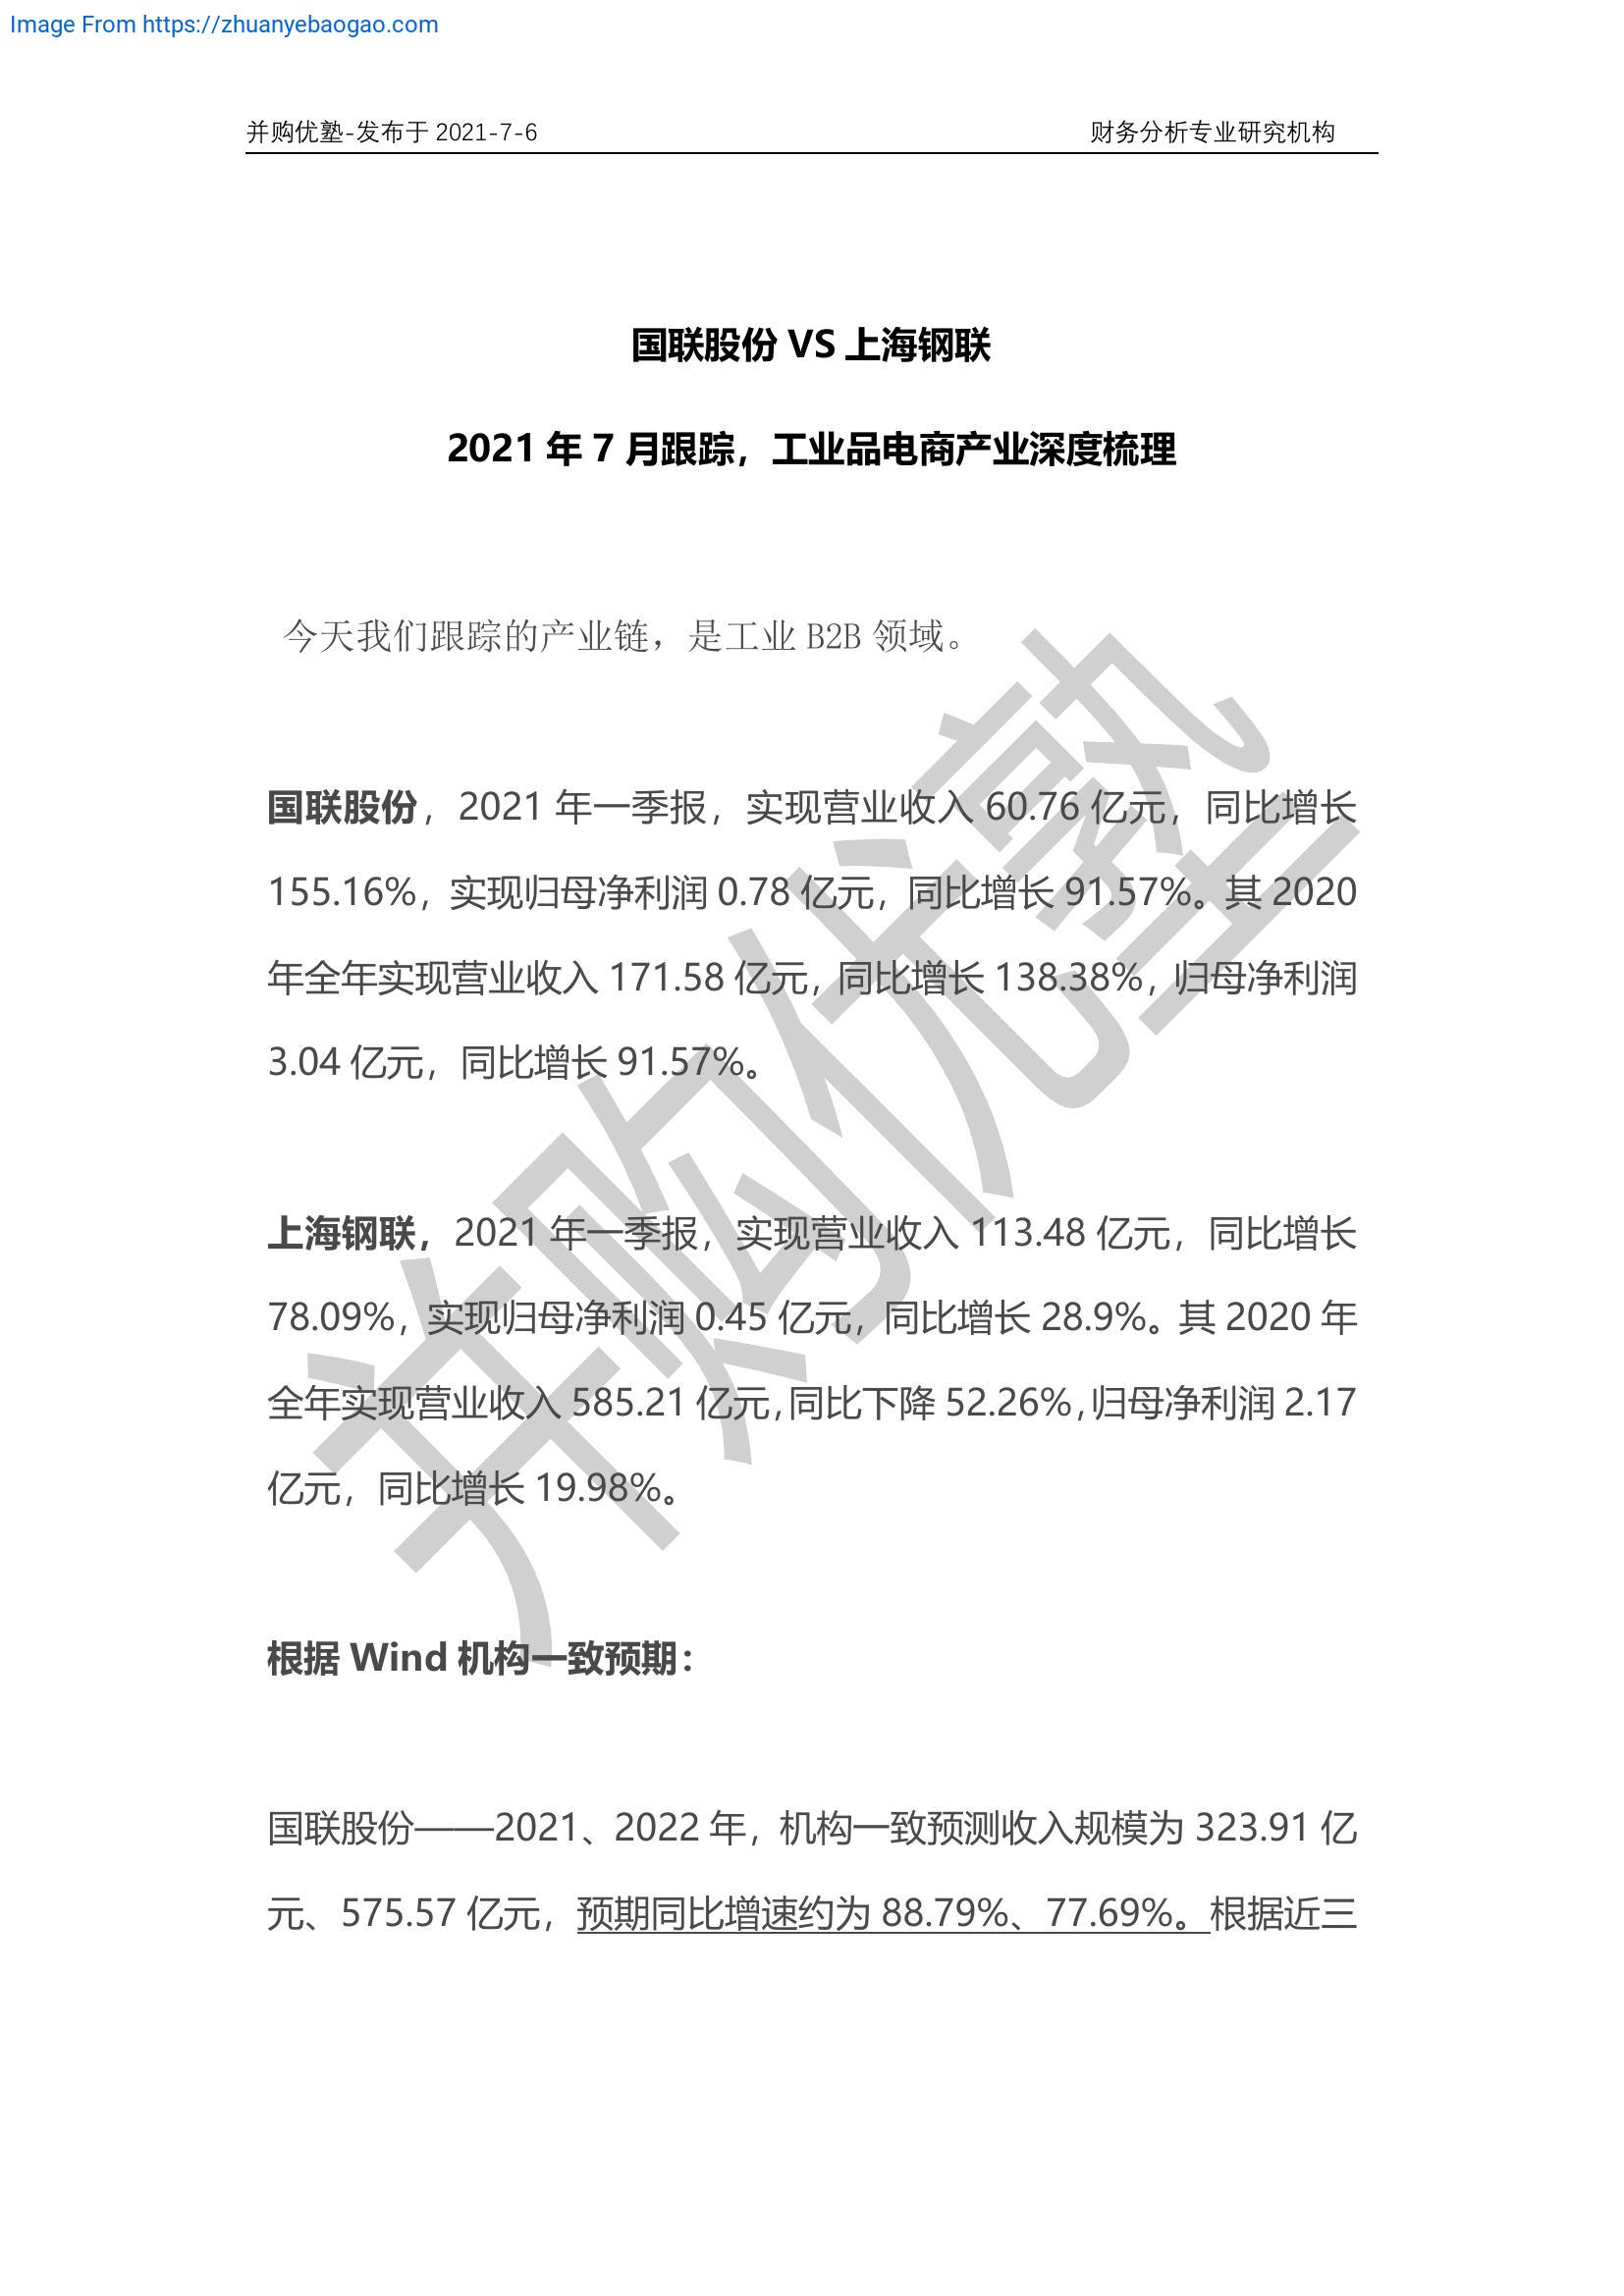 Image From https://zhuanyebaogao.com
并购优塾-发布于 2021-7-6 财务分析专业研究机构
国联股份 VS 上海钢联
2021 年 7 月跟踪，工业品电商产业深度梳理
今天我们跟踪的产业链，是工业 B2B 领域。
国联股份，2021 年一季报，实现营业收入 60.76 亿元，同比增长
155.16%，实现归母净利润 0.78 亿元，同比增长 91.57%。其 2020
年全年实现营业收入 171.58 亿元，同比增长 138.38%，归母净利润
3.04 亿元，同比增长 91.57%。
上海钢联，2021 年一季报，实现营业收入 113.48 亿元，同比增长
78.09%，实现归母净利润 0.45 亿元，同比增长 28.9%。其 2020 年
全年实现营业收入 585.21 亿元，同比下降 52.26%，归母净利润 2.17
亿元，同比增长 19.98%。
根据 Wind 机构一致预期：
国联股份——2021、2022 年，机构一致预测收入规模为 323.91 亿
元、575.57 亿元，预期同比增速约为 88.79%、77.69%。根据近三
并购优塾